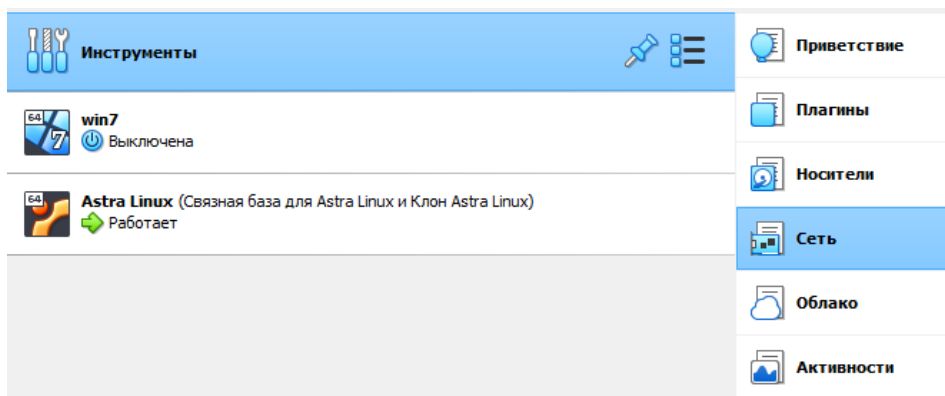 Инструменты
64
win7
Выключена
64
Astra Linux (Связная база для Astra Linux и Клон Astra Linux)
Работает
Приветствие
Плагины
Носители
Сеть
Облако
Активности